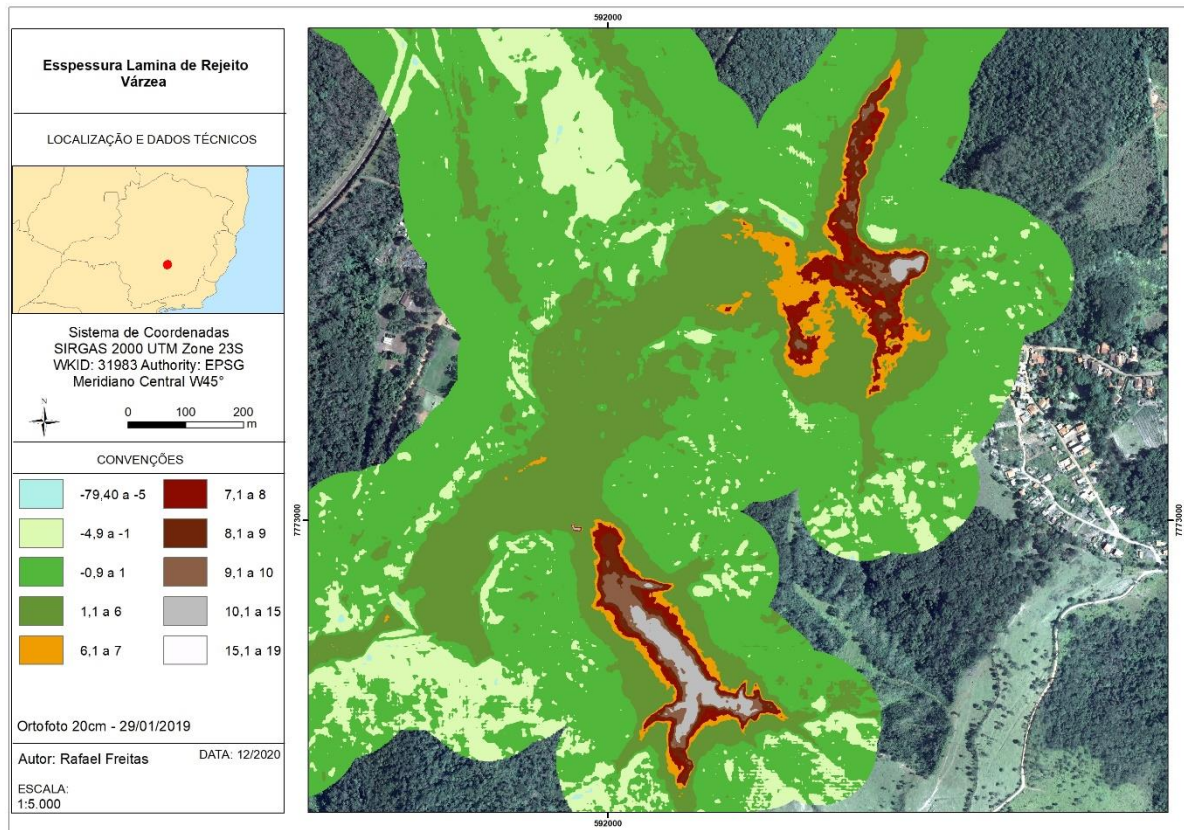 Esspessura Lamina de Rejeito
Várzea
LOCALIZAÇÃO E DADOS TÉCNICOS
Sistema de Coordenadas
SIRGAS 2000 UTM Zone 23S
WKID: 31983 Authority: EPSG
Meridiano Central W45°
N
0 100 200
m
CONVENÇÕES
-79,40 a -5
-4,9 a -1
-0,9 a 1
1,1 a 6
6,1 a 7
7,1 a 8
8,1 a 9
9,1 a 10
10,1 a 15
15,1 a 19
Ortofoto 20cm - 29/01/2019
Autor: Rafael Freitas
DATA: 12/2020
ESCALA:
1:5.000
592000
7773000
7773000
592000